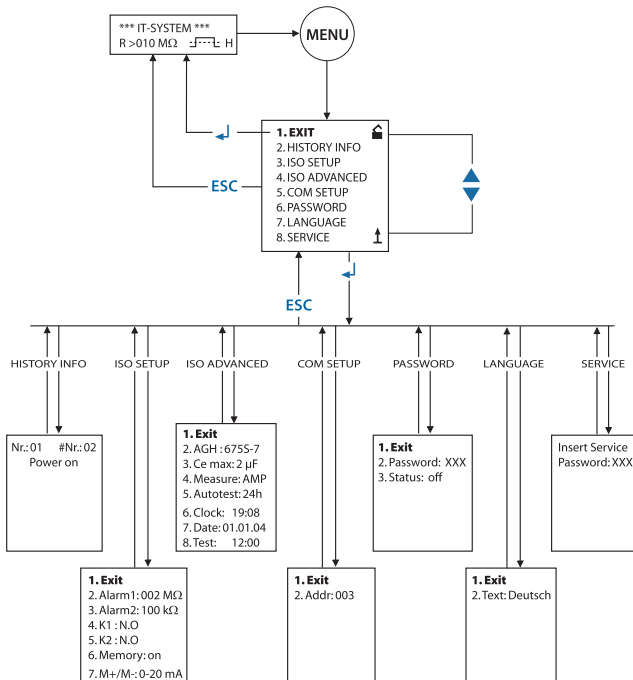 *** IT-SYSTEM ***
R >010 MΩ H
MENU
1. EXIT
2. HISTORY INFO
3. ISO SETUP
4. ISO ADVANCED
5. COM SETUP
6. PASSWORD
7. LANGUAGE
8. SERVICE
ESC
ESC
HISTORY INFO
ISO SETUP
ISO ADVANCED
COM SETUP
PASSWORD
LANGUAGE
SERVICE
Nr.: 01 #Nr.: 02
Power on
1. Exit
2. AGH : 675S-7
3. Ce max: 2 µF
4. Measure: AMP
5. Autotest: 24h
6. Clock: 19:08
7. Date: 01.01.04
8. Test: 12:00
1. Exit
2. Password: XXX
3. Status: off
Insert Service
Password: XXX
1. Exit
2. Alarm1: 002 MΩ
3. Alarm2: 100 kΩ
4. K1 : N.O
5. K2 : N.O
6. Memory: on
7. M+/M-: 0-20 mA
1. Exit
2. Addr: 003
1. Exit
2. Text: Deutsch